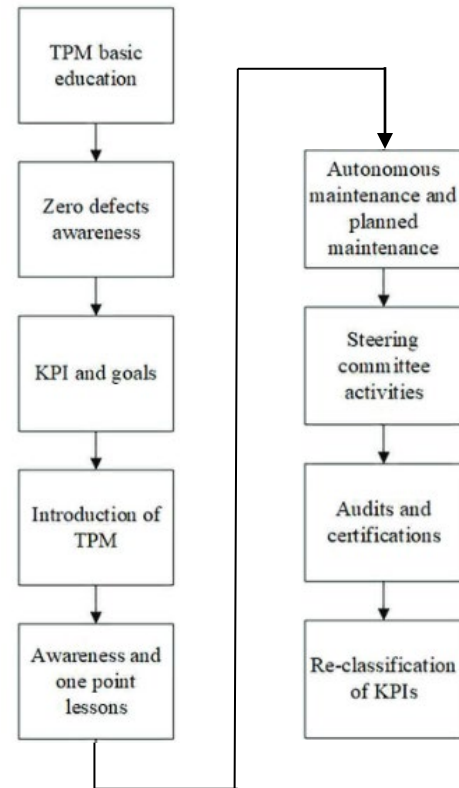 TPM basic
education
Zero defects
awareness
KPI and goals
Introduction of
TPM
Awareness and
one point
lessons
Autonomous
maintenance and
planned
maintenance
Steering
committee
activities
Audits and
certifications
Re-classification
of KPIs